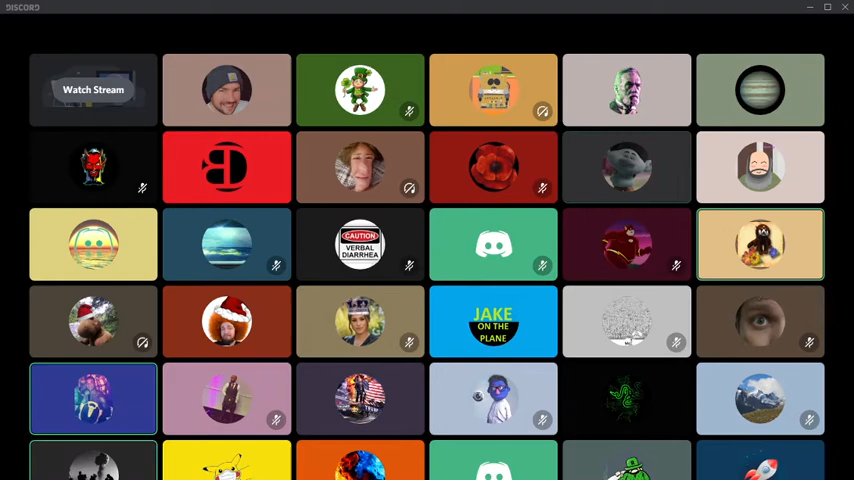 DISCORD
Watch Stream
CAUTION
VERBAL
DIARRHEA
JAKE
ON THE
PLANE